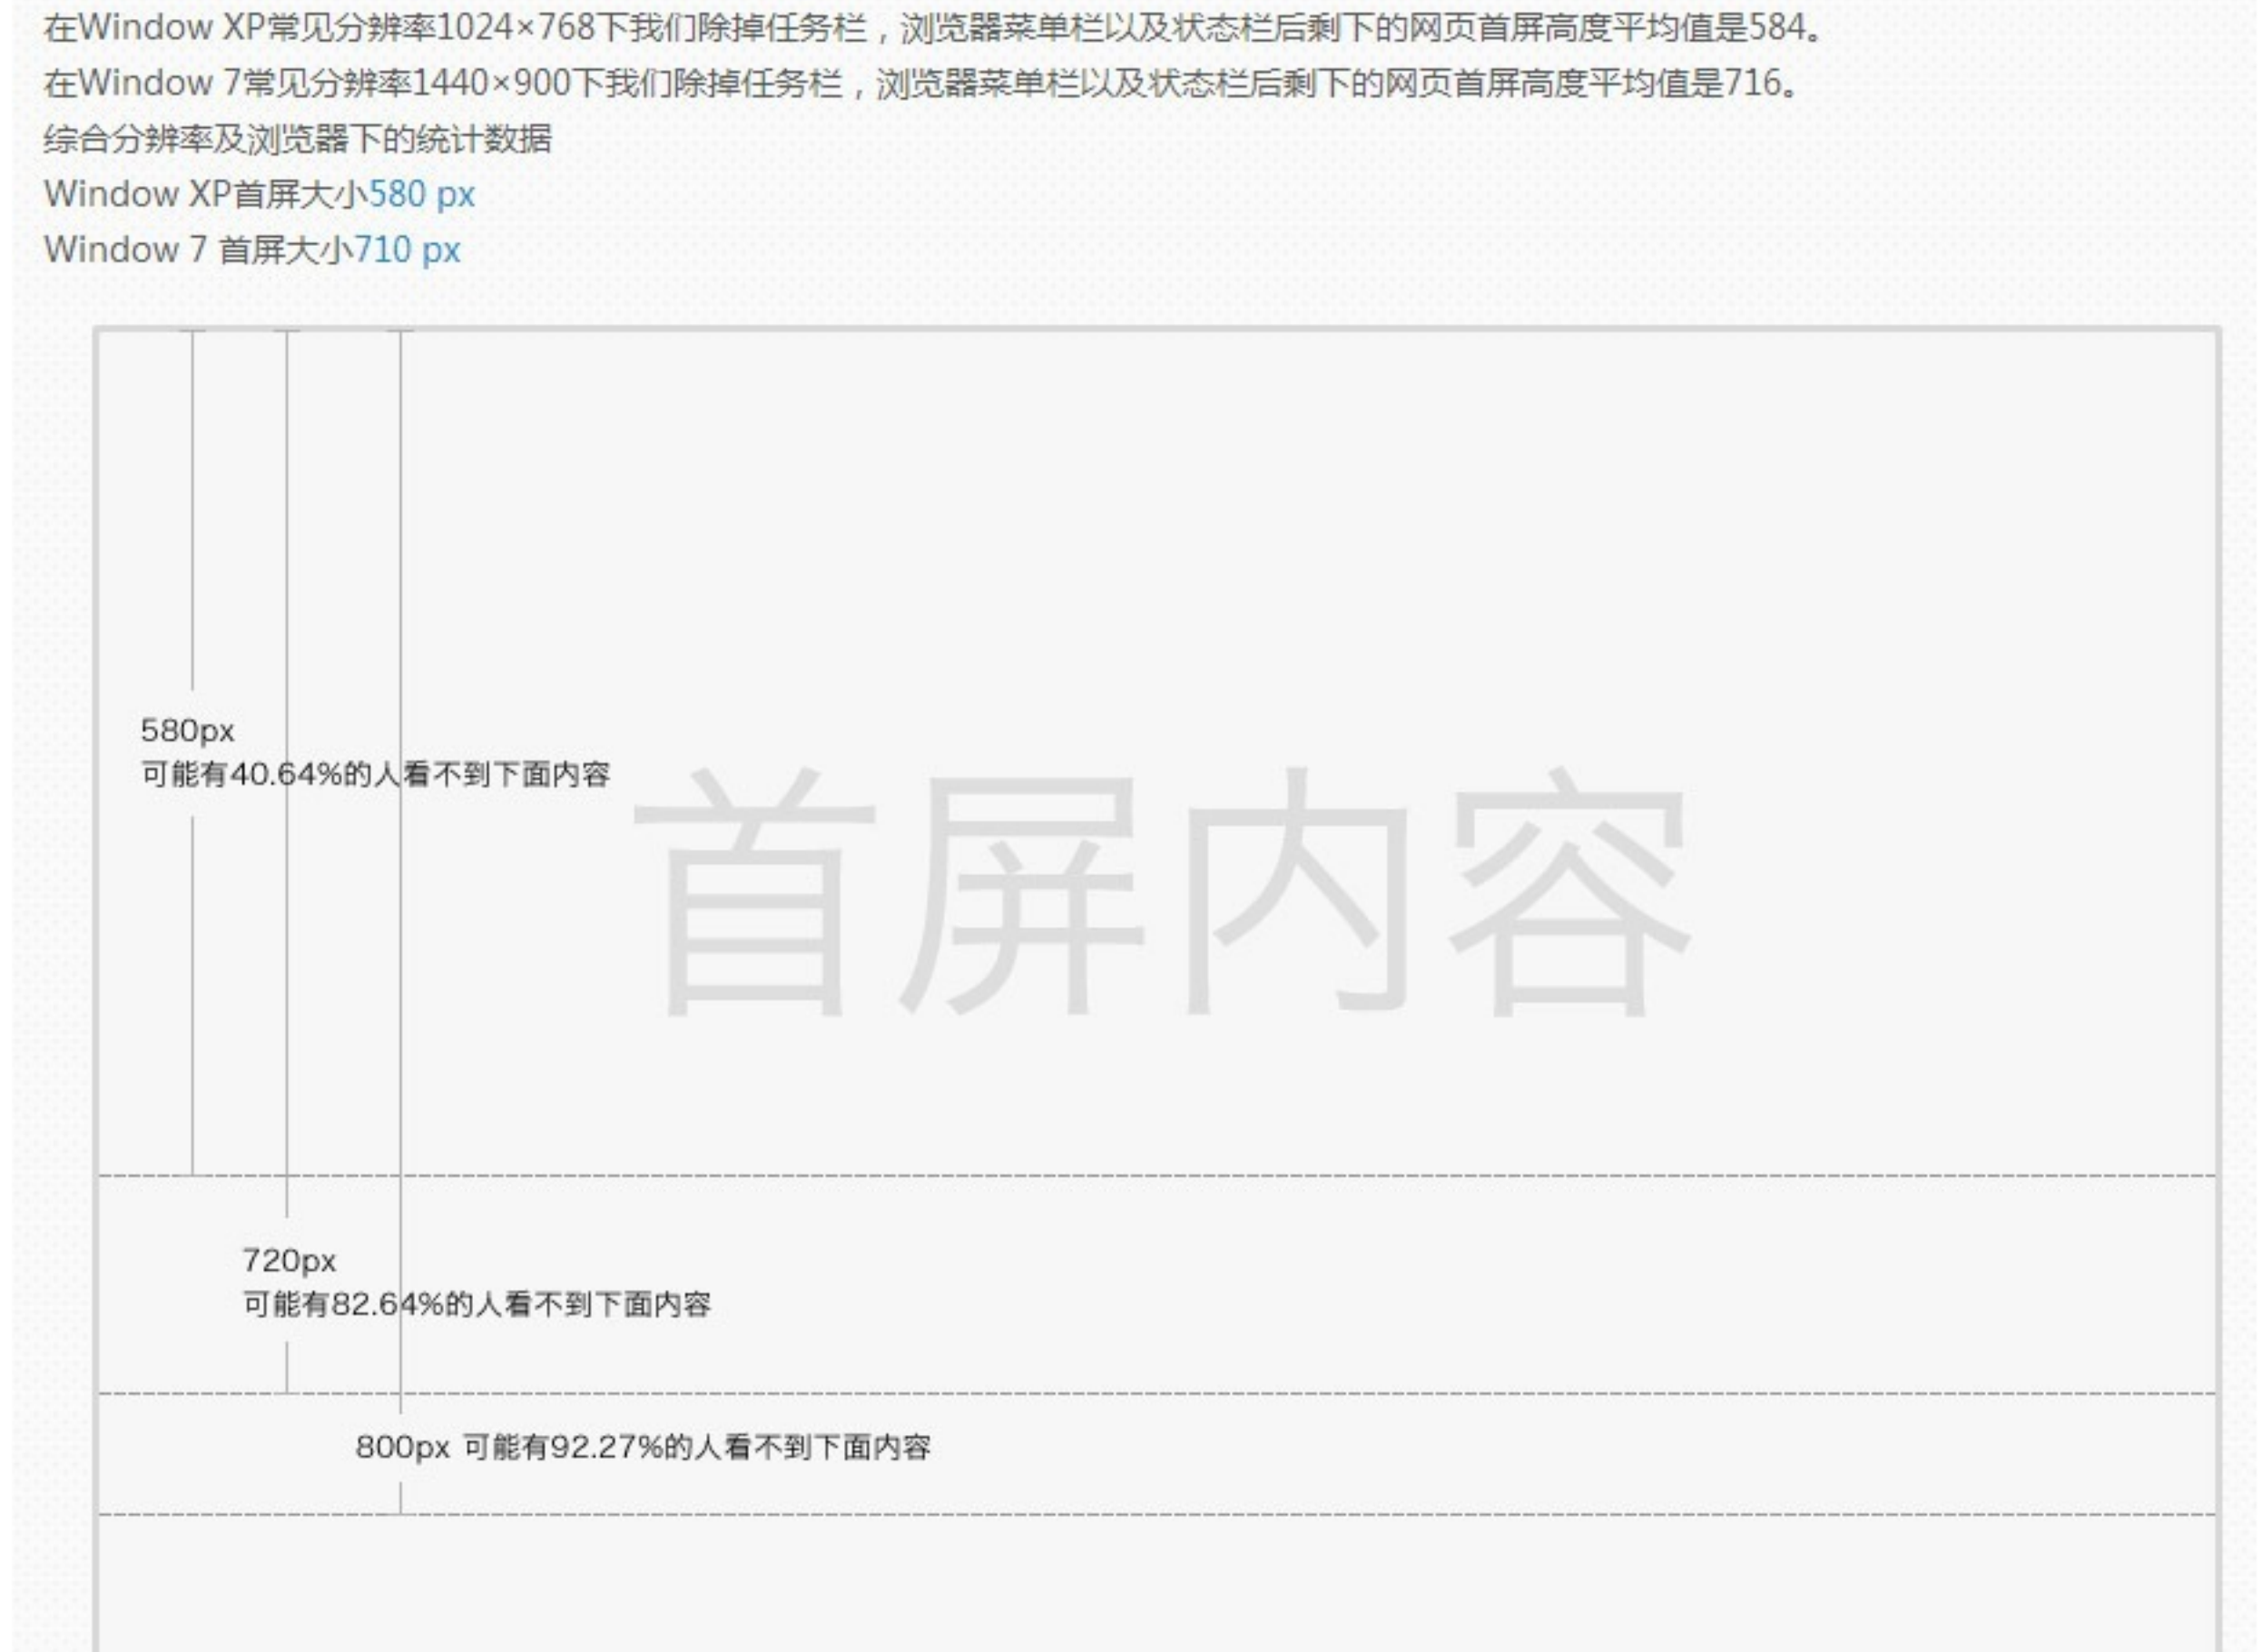 在Window XP常见分辨率1024×768下我们除掉任务栏，浏览器菜单栏以及状态栏后剩下的网页首屏高度平均值是584。
在Window 7常见分辨率1440×900下我们除掉任务栏，浏览器菜单栏以及状态栏后剩下的网页首屏高度平均值是716。
综合分辨率及浏览器下的统计数据
Window XP首屏大小580 px
Window 7 首屏大小710 px
580px
可能有40.64%的人看不到下面内容
首屏内容
720px
可能有82.64%的人看不到下面内容
800px 可能有92.27%的人看不到下面内容